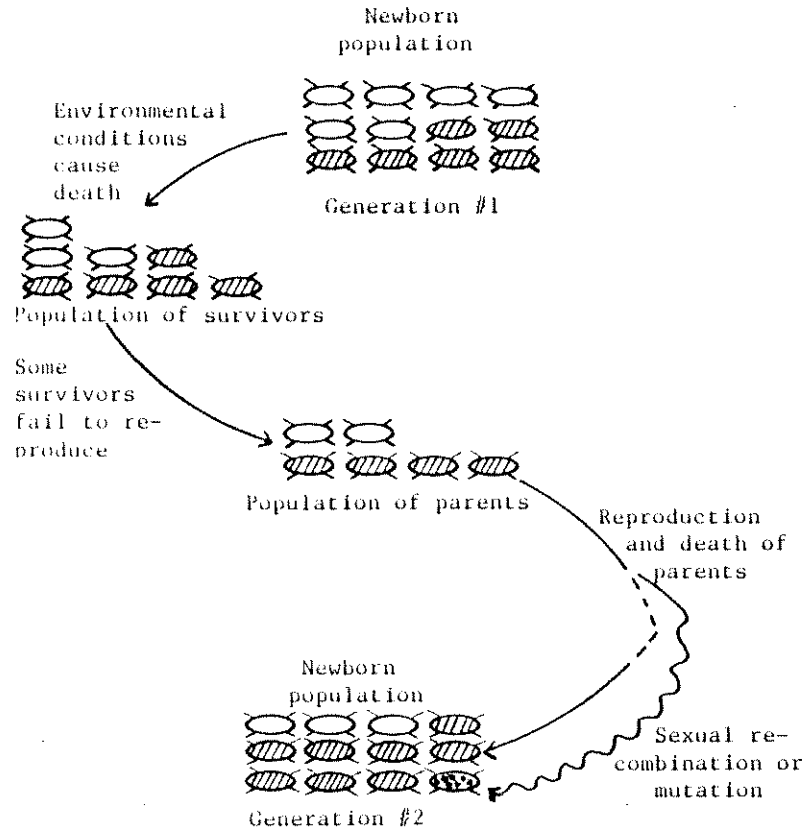 Newborn
population
Environmental
conditions
cause
death
Generation #1
Population of survivors
Some
survivors
fail to re-
produce
Population of parents
Reproduction
and death of
parents
Newborn
population
Sexual re-
combination or
mutation
Generation #2